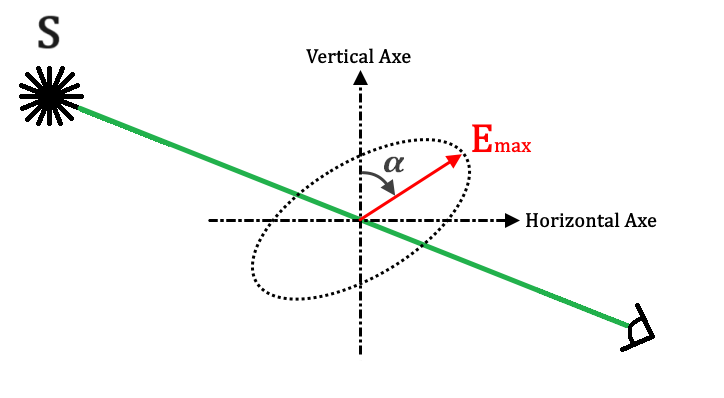 S
Vertical Axe
Emax
α
Horizontal Axe